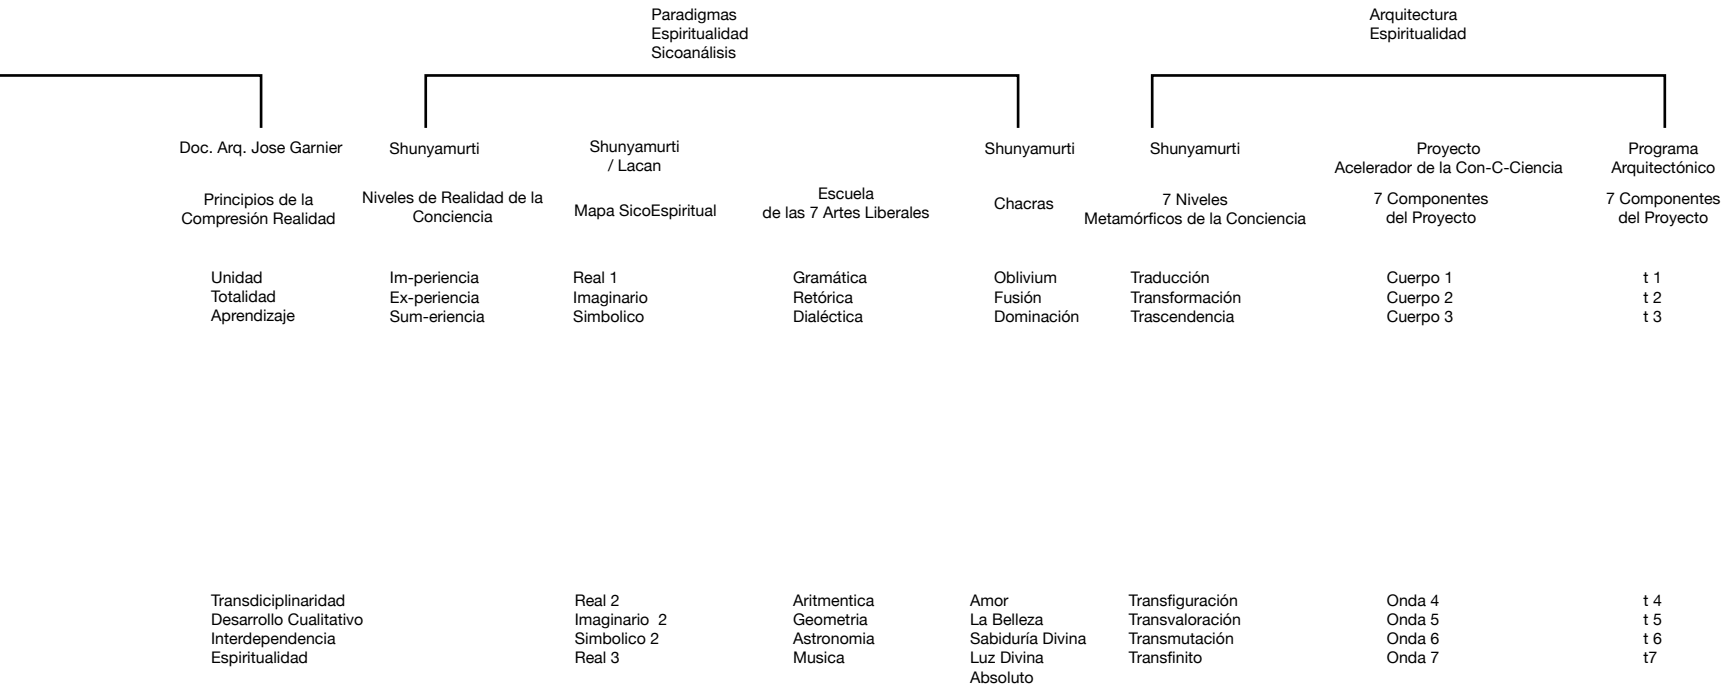 Paradigmas
Espiritualidad
Sicoanálisis
Arquitectura
Espiritualidad
Doc. Arq. Jose Garnier
Principios de la
Compresión Realidad
Shunyamurti
Niveles de Realidad de la
Conciencia
Shunyamurti
/ Lacan
Mapa SicoEspiritual
Escuela
de las 7 Artes Liberales
Shunyamurti
Chacras
Shunyamurti
7 Niveles
Metamórficos de la Conciencia
Proyecto
Acelerador de la Con-C-Ciencia
7 Componentes
del Proyecto
Programa
Arquitectónico
7 Componentes
del Proyecto
Unidad
Totalidad
Aprendizaje
Im-periencia
Ex-periencia
Sum-eriencia
Real 1
Imaginario
Simbolico
Gramática
Retórica
Dialéctica
Oblivium
Fusión
Dominación
Traducción
Transformación
Trascendencia
Cuerpo 1
Cuerpo 2
Cuerpo 3
t 1
t 2
t 3
Transdiciplinaridad
Desarrollo Cualitativo
Interdependencia
Espiritualidad
Real 2
Imaginario 2
Simbolico 2
Real 3
Aritmentica
Geometria
Astronomia
Musica
Amor
La Belleza
Sabiduría Divina
Luz Divina
Absoluto
Transfiguración
Transvaloración
Transmutación
Transfinito
Onda 4
Onda 5
Onda 6
Onda 7
t 4
t 5
t 6
t7